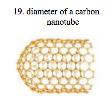 19. diameter of a carbon
nanotube